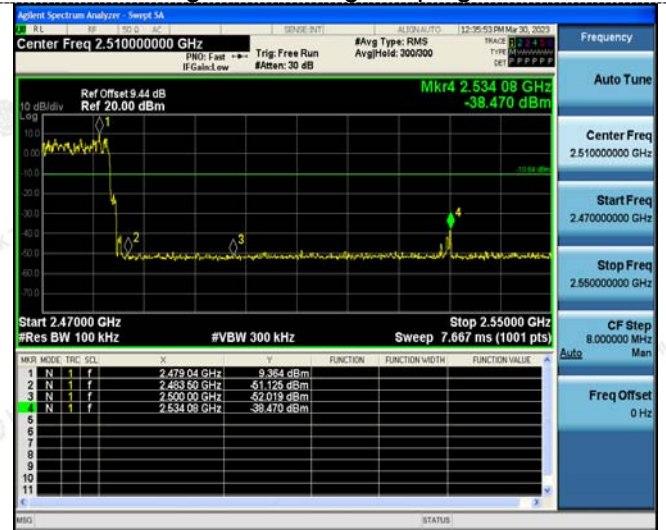 Agilent Spectrum Analyzer - Swept SA
RL RF 50 Ω AC SENSE:INT ALIGN AUTO 12:35:53 PM Mar 30, 2023
Center Freq 2.510000000 GHz
PNO: Fast
IFGain:Low
Trig: Free Run
#Atten: 30 dB
#Avg Type: RMS
Avg|Hold: 300/300
TRACE 1 2 3 4 5 6
TYPE
DET P P P P P P
Ref Offset 9.44 dB
10 dB/div Ref 20.00 dBm
Log
Mkr4 2.534 08 GHz
-38.470 dBm
10.0
0.00
-10.0
-20.0
-30.0
-40.0
-50.0
-60.0
-70.0
1
2
3
4
-10.64 dBm
Start 2.47000 GHz
Stop 2.55000 GHz
#Res BW 100 kHz #VBW 300 kHz Sweep 7.667 ms (1001 pts)
MKR MODE TRC SCL X Y FUNCTION FUNCTION WIDTH FUNCTION VALUE
1 N 1 f 2.479 04 GHz 9.364 dBm
2 N 1 f 2.483 50 GHz -51.125 dBm
3 N 1 f 2.500 00 GHz -52.019 dBm
4 N 1 f 2.534 08 GHz -38.470 dBm
5
6
7
8
9
10
11
MSG STATUS
Frequency
Auto Tune
Center Freq
2.510000000 GHz
Start Freq
2.470000000 GHz
Stop Freq
2.550000000 GHz
CF Step
8.000000 MHz
Auto Man
Freq Offset
0 Hz